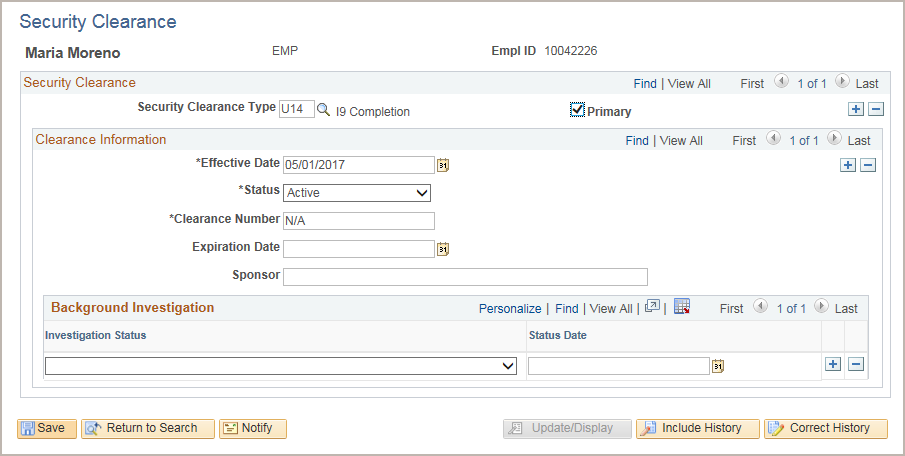 Security Clearance
Maria Moreno EMP Empl ID 10042226
Security Clearance Find | View All First 1 of 1 Last
Security Clearance Type U14 I9 Completion Primary
Clearance Information Find | View All First 1 of 1 Last
*Effective Date 05/01/2017 31
*Status Active
*Clearance Number N/A
Expiration Date 31
Sponsor
Background Investigation Personalize | Find | View All | | First 1 of 1 Last
Investigation Status Status Date
31
Save Return to Search Notify Update/Display Include History Correct History